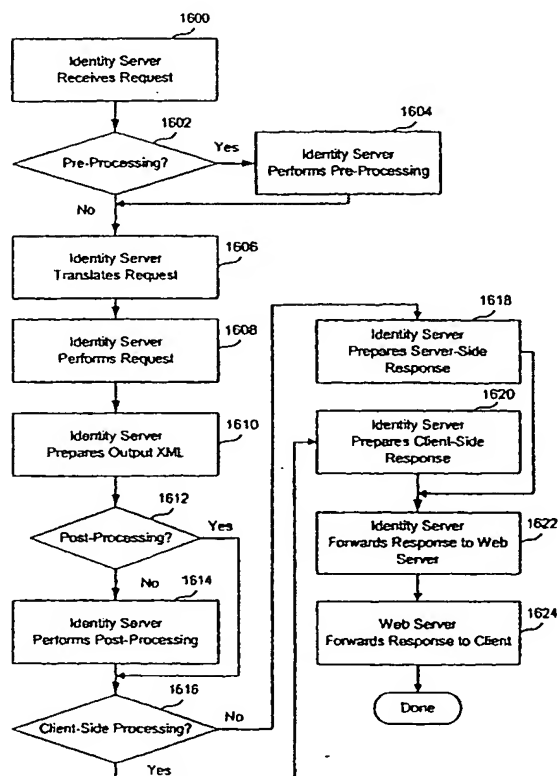 1600
Identity Server
Receives Request
1602
Pre-Processing?
Yes
No
1604
Identity Server
Performs Pre-Processing
1606
Identity Server
Translates Request
1608
Identity Server
Performs Request
1610
Identity Server
Prepares Output XML
1612
Post-Processing?
Yes
No
1614
Identity Server
Performs Post-Processing
1616
Client-Side Processing?
No
Yes
1618
Identity Server
Prepares Server-Side
Response
1620
Identity Server
Prepares Client-Side
Response
1622
Identity Server
Forwards Response to Web
Server
1624
Web Server
Forwards Response to Client
Done